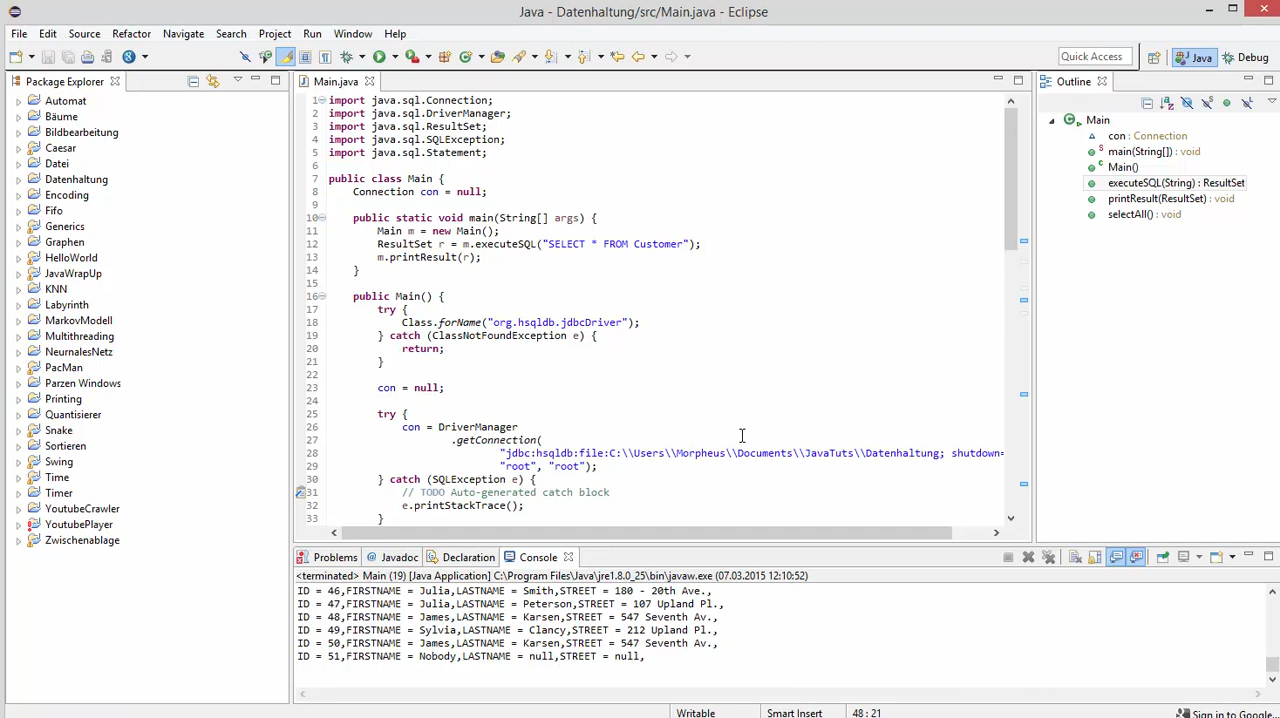 Java - Datenhaltung/src/Main.java - Eclipse
File Edit Source Refactor Navigate Search Project Run Window Help
Quick Access
Java
Debug
Package Explorer
Automat
Bäume
Bildbearbeitung
Caesar
Datei
Datenhaltung
Encoding
Fifo
Generics
Graphen
HelloWorld
JavaWrapUp
KNN
Labyrinth
MarkovModell
Multithreading
NeurnalesNetz
PacMan
Parzen Windows
Printing
Quantisierer
Snake
Sortieren
Swing
Time
Timer
YoutubeCrawler
YoutubePlayer
Zwischenablage
Main.java
1 import java.sql.Connection;
2 import java.sql.DriverManager;
3 import java.sql.ResultSet;
4 import java.sql.SQLException;
5 import java.sql.Statement;
6
7 public class Main {
8 Connection con = null;
9
10 public static void main(String[] args) {
11 Main m = new Main();
12 ResultSet r = m.executeSQL("SELECT * FROM Customer");
13 m.printResult(r);
14 }
15
16 public Main() {
17 try {
18 Class.forName("org.hsqldb.jdbcDriver");
19 } catch (ClassNotFoundException e) {
20 return;
21 }
22
23 con = null;
24
25 try {
26 con = DriverManager
27 .getConnection(
28 "jdbc:hsqldb:file:C:\\Users\\Morpheus\\Documents\\JavaTuts\\Datenhaltung; shutdown=
29 "root", "root");
30 } catch (SQLException e) {
31 // TODO Auto-generated catch block
32 e.printStackTrace();
33 }
Outline
Main
con : Connection
main(String[]) : void
Main()
executeSQL(String) : ResultSet
printResult(ResultSet) : void
selectAll() : void
Problems Javadoc Declaration Console
<terminated> Main (19) [Java Application] C:\Program Files\Java\jre1.8.0_25\bin\javaw.exe (07.03.2015 12:10:52)
ID = 46,FIRSTNAME = Julia,LASTNAME = Smith,STREET = 180 - 20th Ave.,
ID = 47,FIRSTNAME = Julia,LASTNAME = Peterson,STREET = 107 Upland Pl.,
ID = 48,FIRSTNAME = James,LASTNAME = Karsen,STREET = 547 Seventh Av.,
ID = 49,FIRSTNAME = Sylvia,LASTNAME = Clancy,STREET = 212 Upland Pl.,
ID = 50,FIRSTNAME = James,LASTNAME = Karsen,STREET = 547 Seventh Av.,
ID = 51,FIRSTNAME = Nobody,LASTNAME = null,STREET = null,
Writable Smart Insert 48 : 21 Sign in to Google...